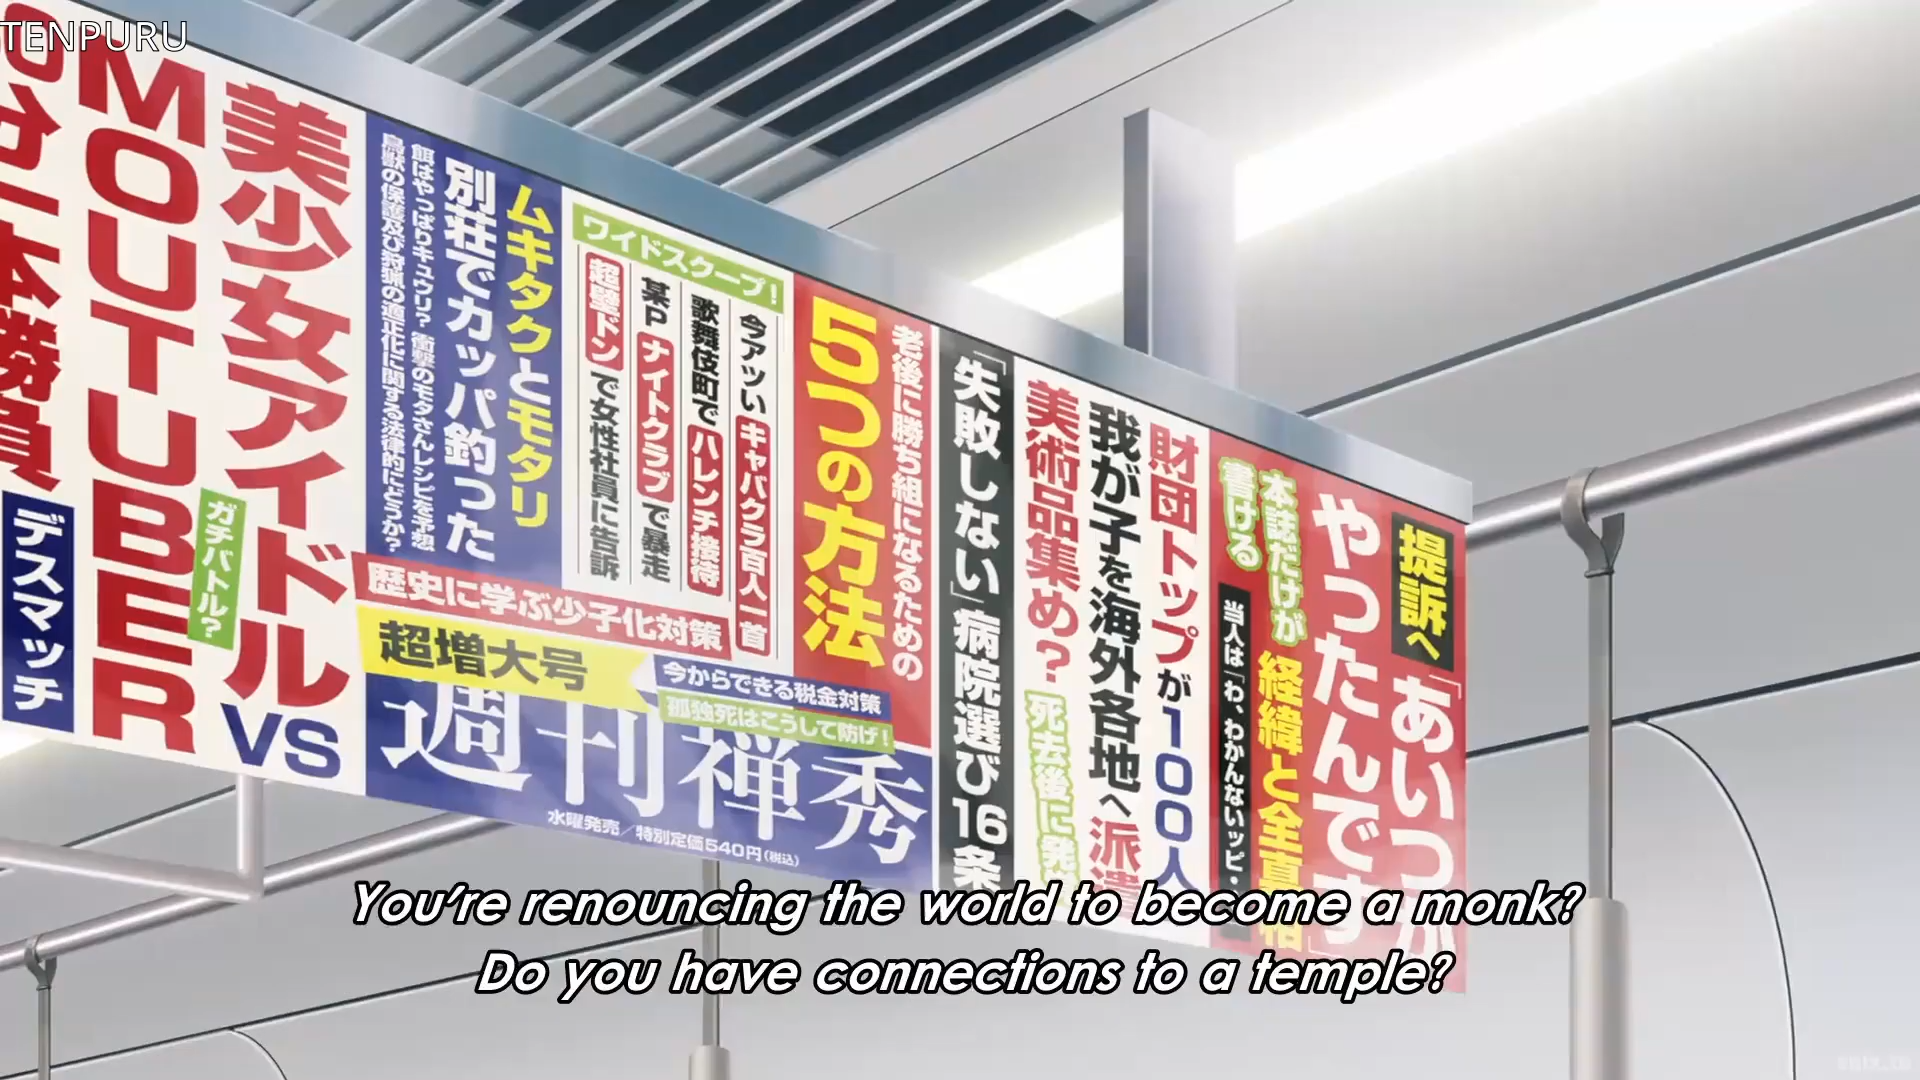 TENPURU
提訴へ
「あいつが
やったんです」
本誌だけが
書ける
経緯と全真相
当人は「わ、わかんないッピ・
財団トップが100人
我が子を海外各地へ派遣
美術品集め?
死去後に発
「失敗しない」病院選び16条
老後に勝ち組になるための
5つの方法
ワイドスクープ!
今アツいキャバクラ百人一首
歌舞伎町でハレンチ接待
某P ナイトクラブで暴走
超壁ドンで女性社員に告訴
ムキタクとモタリ
別荘でカッパ釣った
餌はやっぱりキュウリ? 衝撃のモタさんレシピを予想
鳥獣の保護及び狩猟の適正化に関する法律的にどうか?
歴史に学ぶ少子化対策
超増大号
今からできる税金対策
孤独死はこうして防げ!
週刊禅秀
水曜発売/特別定価540円(税込)
美少女アイドルVS
ガチバトル?
MOUTUBER
分一本勝負
デスマッチ
You're renouncing the world to become a monk?
Do you have connections to a temple?